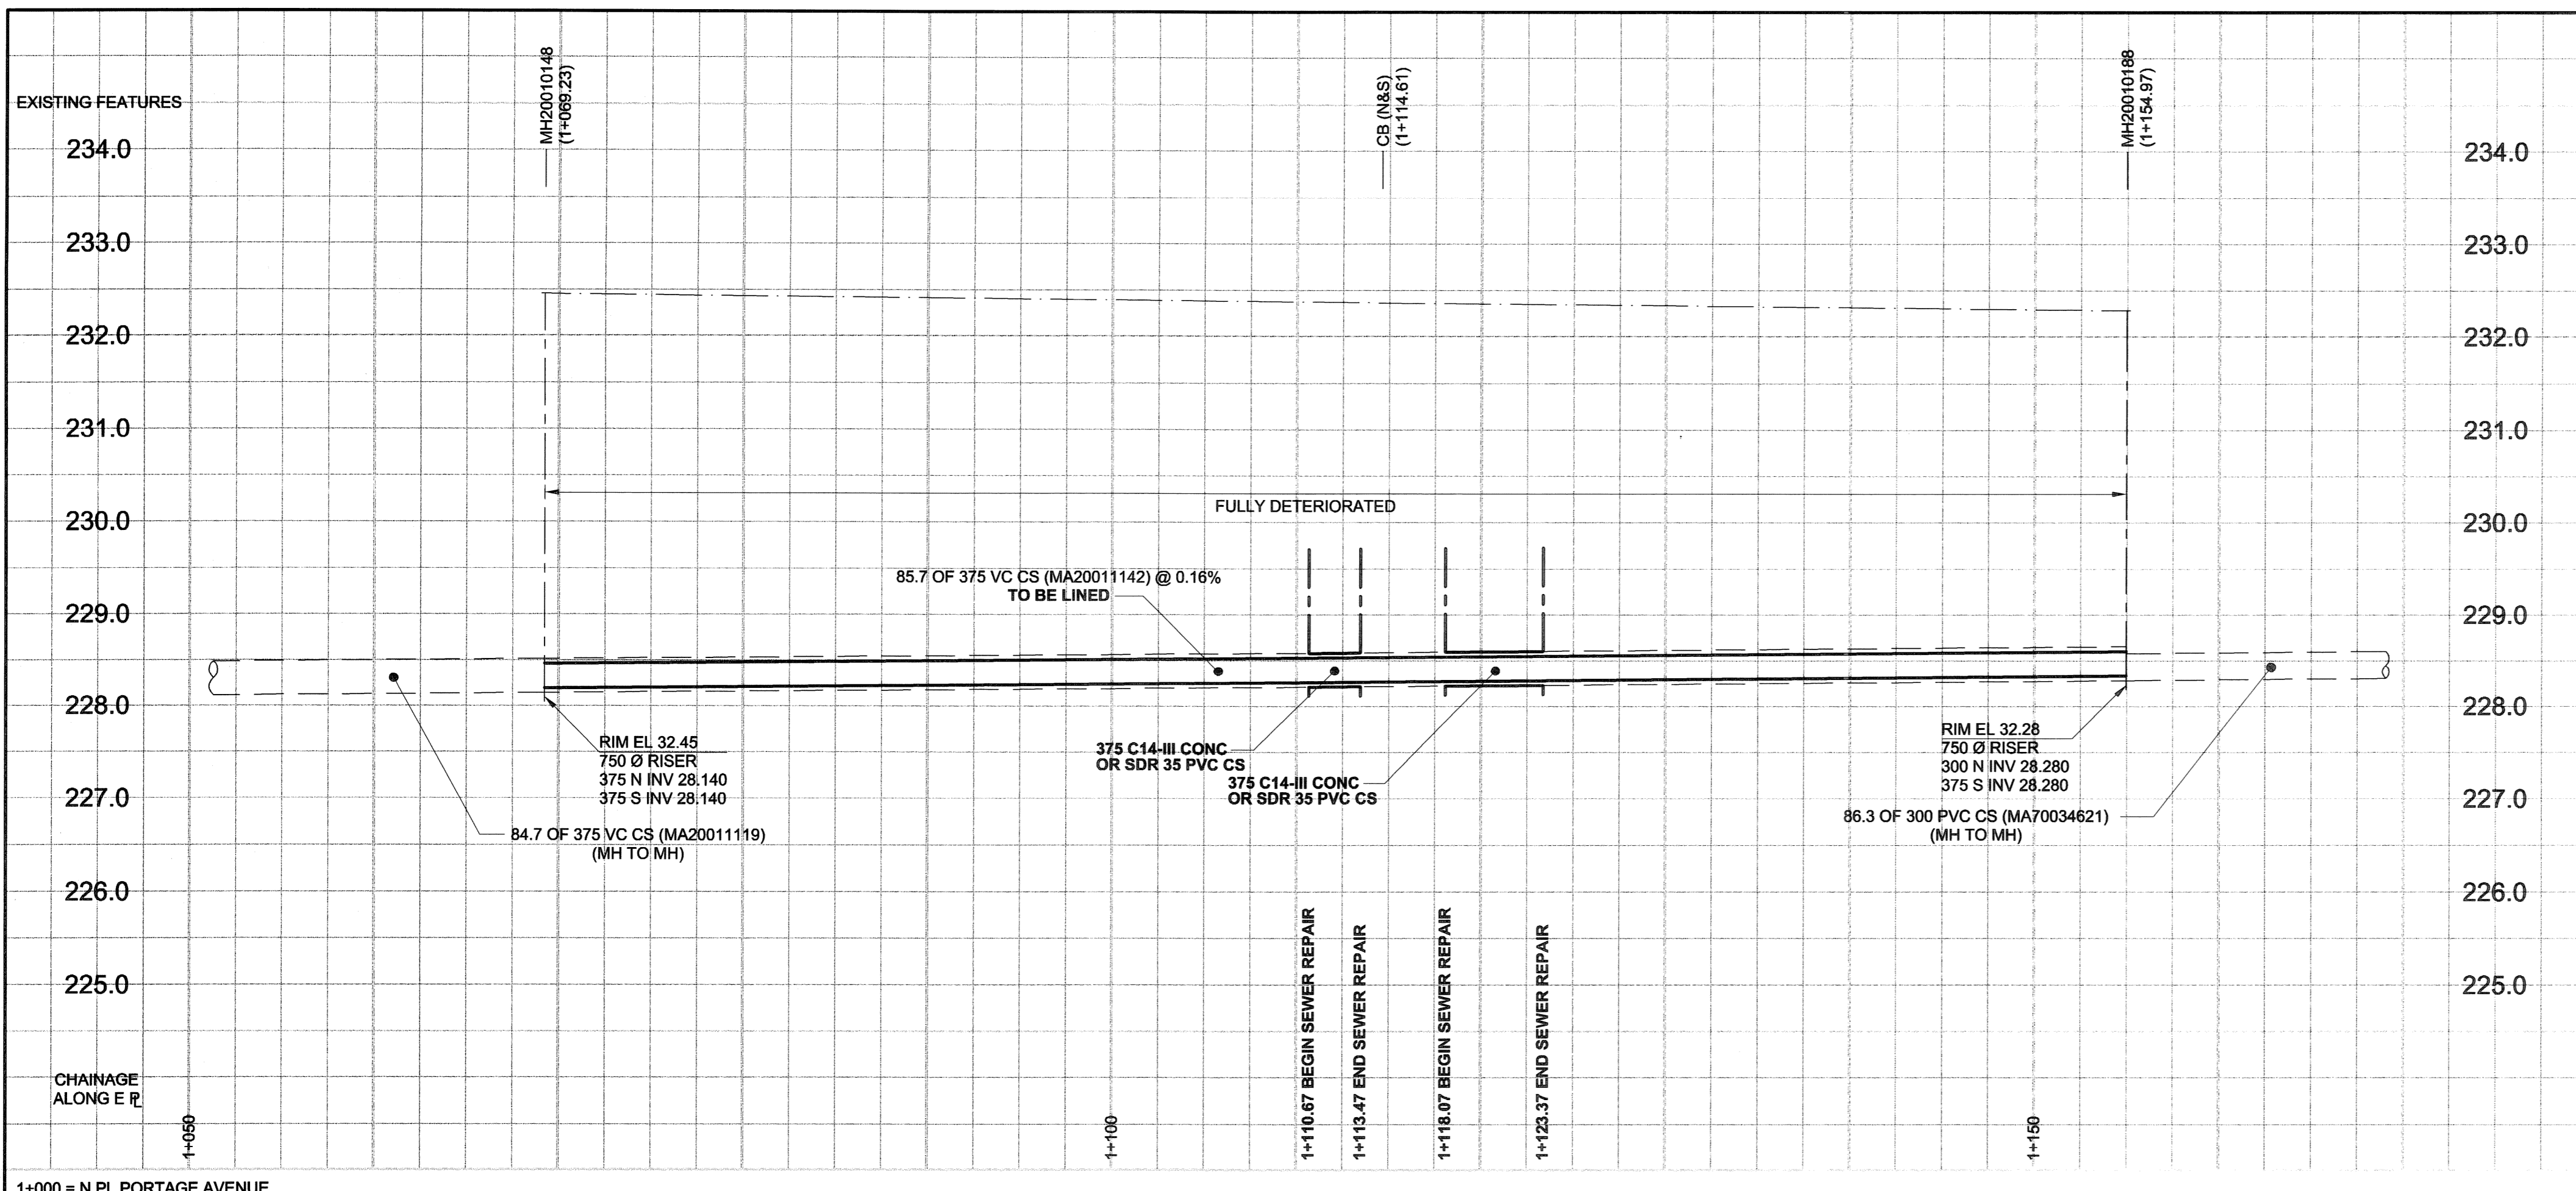 EXISTING FEATURES
MH20010148
(1+069.23)
CB (N&S)
(1+114.61)
MH20010188
(1+154.97)
234.0
234.0
233.0
233.0
232.0
232.0
231.0
231.0
FULLY DETERIORATED
230.0
230.0
85.7 OF 375 VC CS (MA20011142) @ 0.16%
TO BE LINED
229.0
229.0
228.0
228.0
RIM EL 32.45
750 Ø RISER
375 N INV 28.140
375 S INV 28.140
375 C14-III CONC
OR SDR 35 PVC CS
375 C14-III CONC
OR SDR 35 PVC CS
RIM EL 32.28
750 Ø RISER
300 N INV 28.280
375 S INV 28.280
227.0
227.0
84.7 OF 375 VC CS (MA20011119)
(MH TO MH)
86.3 OF 300 PVC CS (MA70034621)
(MH TO MH)
226.0
226.0
225.0
225.0
1+110.67 BEGIN SEWER REPAIR
1+113.47 END SEWER REPAIR
1+118.07 BEGIN SEWER REPAIR
1+123.37 END SEWER REPAIR
CHAINAGE
ALONG E PL
1+050
1+100
1+150
1+000 = N PL PORTAGE AVENUE